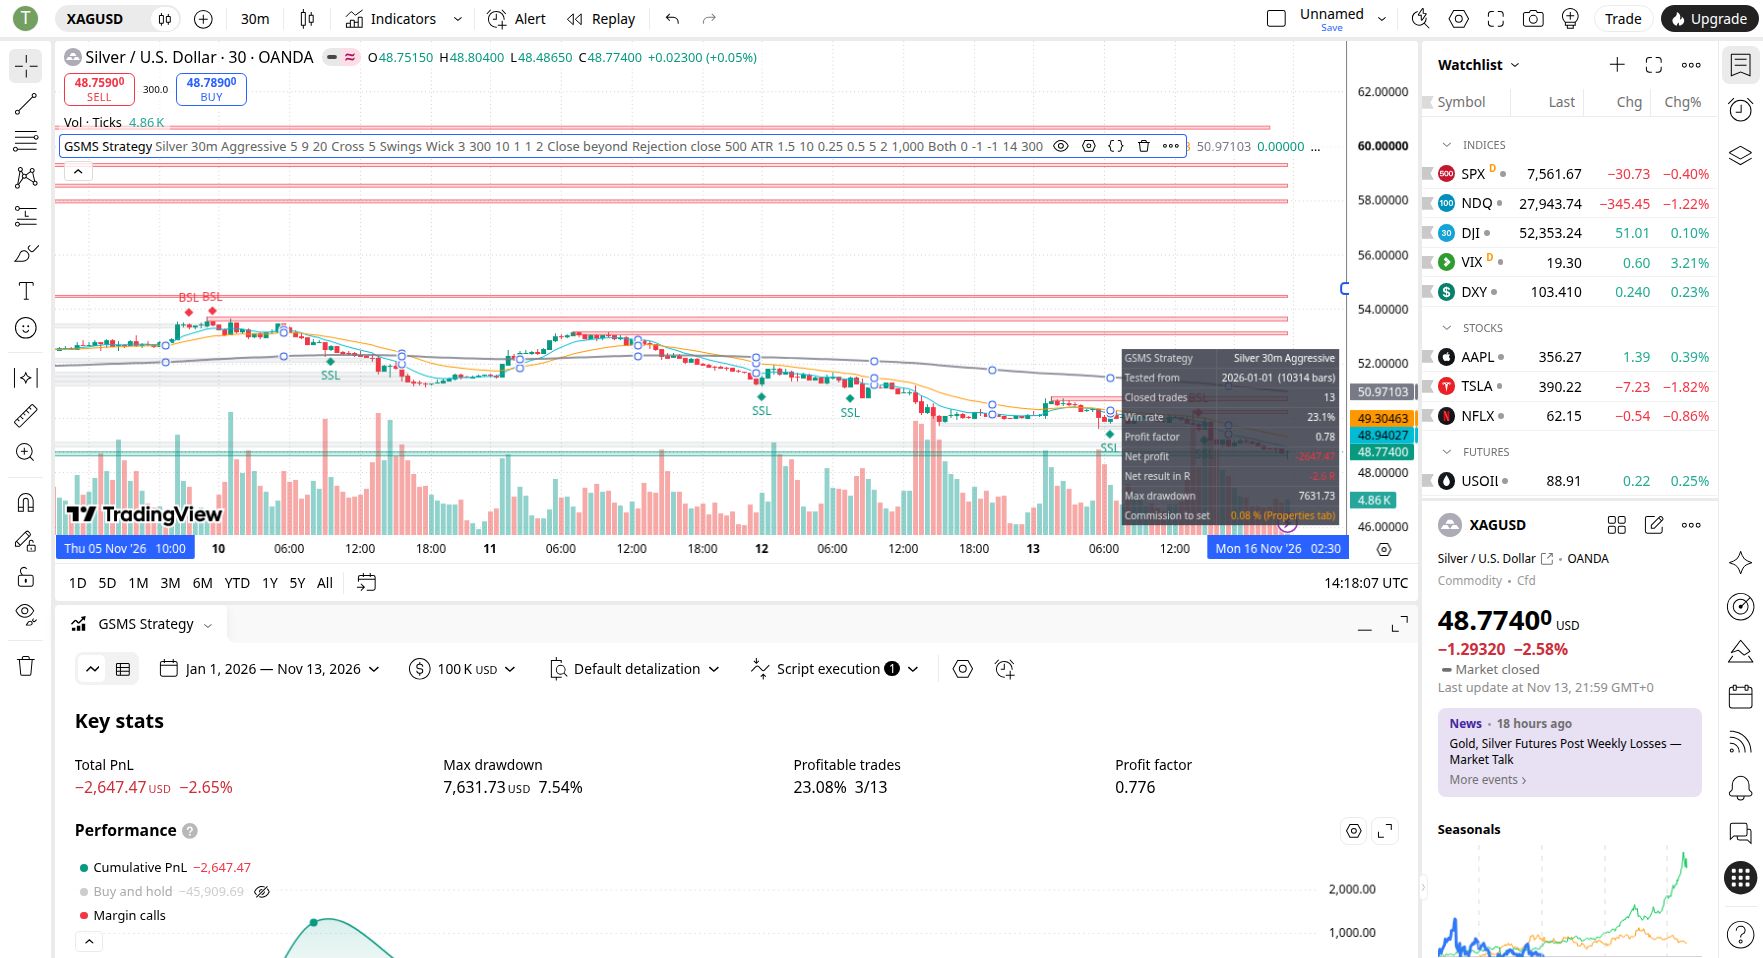 T XAGUSD 30m Indicators Alert Replay Unnamed Save Trade Upgrade
Silver / U.S. Dollar · 30 · OANDA O48.75150 H48.80400 L48.48650 C48.77400 +0.02300 (+0.05%)
48.75900 SELL 300.0 48.78900 BUY
Vol · Ticks 4.86 K
GSMS Strategy Silver 30m Aggressive 5 9 20 Cross 5 Swings Wick 3 300 10 1 1 2 Close beyond Rejection close 500 ATR 1.5 10 0.25 0.5 5 2 1,000 Both 0 -1 -1 14 300 50.97103 0.00000 ...
62.00000
60.00000
58.00000
56.00000
54.00000
52.00000
50.97103
49.30463
48.94027
48.77400
48.00000
4.86 K
46.00000
BSL BSL
SSL
SSL
SSL
SSL
GSMS Strategy Silver 30m Aggressive
Tested from 2026-01-01 (10314 bars)
Closed trades 13
Win rate 23.1%
Profit factor 0.78
Net profit -2647.47
Net result in R -2.6 R
Max drawdown 7631.73
Commission to set 0.08 % (Properties tab)
TradingView
Thu 05 Nov '26 10:00 10 06:00 12:00 18:00 11 06:00 12:00 18:00 12 06:00 12:00 18:00 13 06:00 12:00 Mon 16 Nov '26 02:30
1D 5D 1M 3M 6M YTD 1Y 5Y All 14:18:07 UTC
GSMS Strategy
Jan 1, 2026 — Nov 13, 2026 100 K USD Default detalization Script execution 1
Key stats
Total PnL Max drawdown Profitable trades Profit factor
−2,647.47 USD −2.65% 7,631.73 USD 7.54% 23.08% 3/13 0.776
Performance ?
Cumulative PnL −2,647.47
Buy and hold −45,909.69
Margin calls
2,000.00
1,000.00
Watchlist
Symbol Last Chg Chg%
INDICES
SPX D 7,561.67 −30.73 −0.40%
NDQ 27,943.74 −345.45 −1.22%
DJI 52,353.24 51.01 0.10%
VIX D 19.30 0.60 3.21%
DXY 103.410 0.240 0.23%
STOCKS
AAPL 356.27 1.39 0.39%
TSLA 390.22 −7.23 −1.82%
NFLX 62.15 −0.54 −0.86%
FUTURES
USOIL 88.91 0.22 0.25%
XAGUSD
Silver / U.S. Dollar • OANDA
Commodity • Cfd
48.77400 USD
−1.29320 −2.58%
Market closed
Last update at Nov 13, 21:59 GMT+0
News • 18 hours ago
Gold, Silver Futures Post Weekly Losses —
Market Talk
More events ›
Seasonals